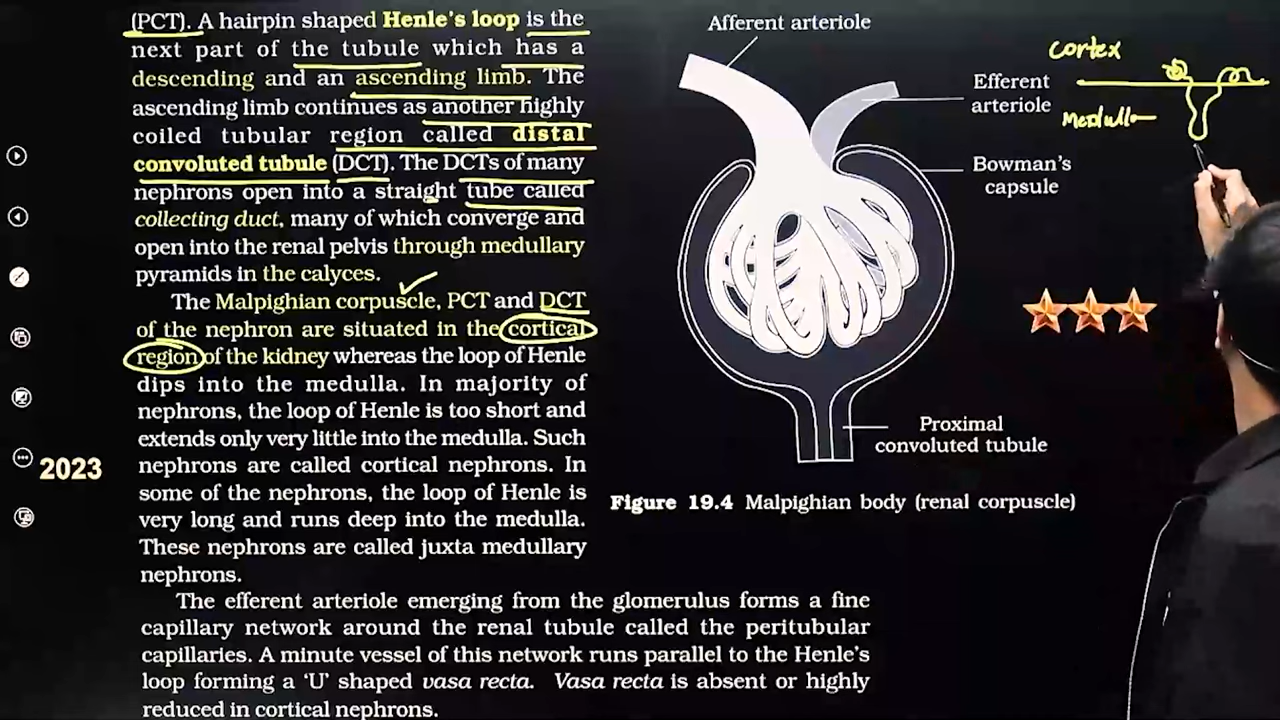 (PCT). A hairpin shaped Henle's loop is the
next part of the tubule which has a
descending and an ascending limb. The
ascending limb continues as another highly
coiled tubular region called distal
convoluted tubule (DCT). The DCTs of many
nephrons open into a straight tube called
collecting duct, many of which converge and
open into the renal pelvis through medullary
pyramids in the calyces.
The Malpighian corpuscle, PCT and DCT
of the nephron are situated in the cortical
region of the kidney whereas the loop of Henle
dips into the medulla. In majority of
nephrons, the loop of Henle is too short and
extends only very little into the medulla. Such
nephrons are called cortical nephrons. In
some of the nephrons, the loop of Henle is
very long and runs deep into the medulla.
These nephrons are called juxta medullary
nephrons.
2023
The efferent arteriole emerging from the glomerulus forms a fine
capillary network around the renal tubule called the peritubular
capillaries. A minute vessel of this network runs parallel to the Henle's
loop forming a 'U' shaped vasa recta. Vasa recta is absent or highly
reduced in cortical nephrons.
Afferent arteriole
Efferent
arteriole
Bowman's
capsule
Proximal
convoluted tubule
Figure 19.4 Malpighian body (renal corpuscle)
Cortex
Medulla